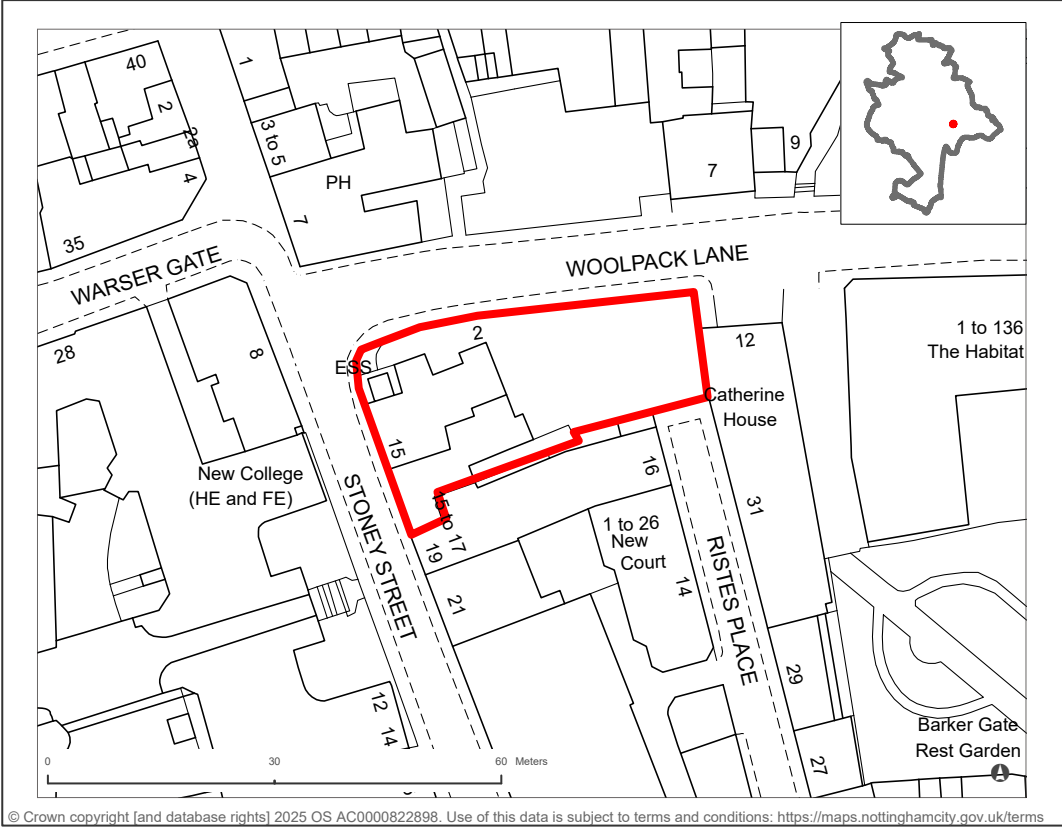 40
1
2
2a
3 to 5
4
PH
7
9
7
35
WARSER GATE
WOOLPACK LANE
28
8
2
12
1 to 136
The Habitat
ESS
Catherine
House
15
New College
(HE and FE)
16
15 to 17
31
STONEY STREET
19
1 to 26
New
Court
RISTES PLACE
14
21
29
12
14
Barker Gate
Rest Garden
27
0
30
60
Meters
© Crown copyright [and database rights] 2025 OS AC0000822898. Use of this data is subject to terms and conditions: https://maps.nottinghamcity.gov.uk/terms